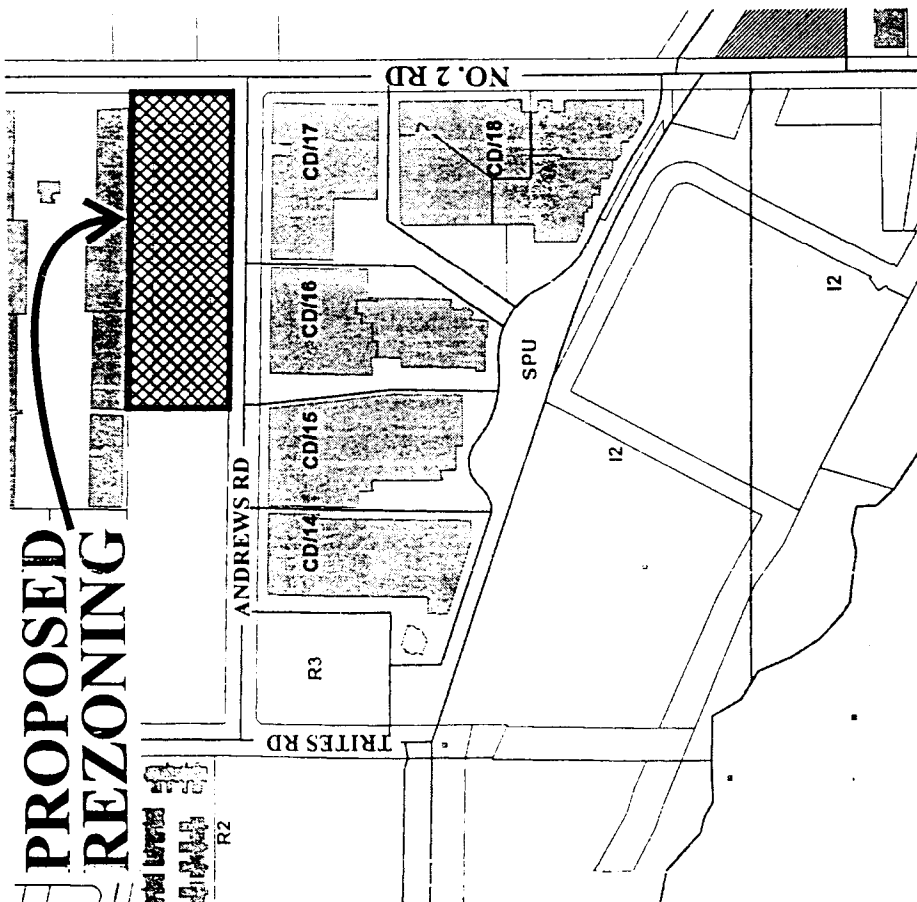 PROPOSED
REZONING
NO. 2 RD
ANDREWS RD
TRITES RD
CD/17
CD/18
CD/16
CD/15
CD/14
R3
R2
SPU
I2
I2